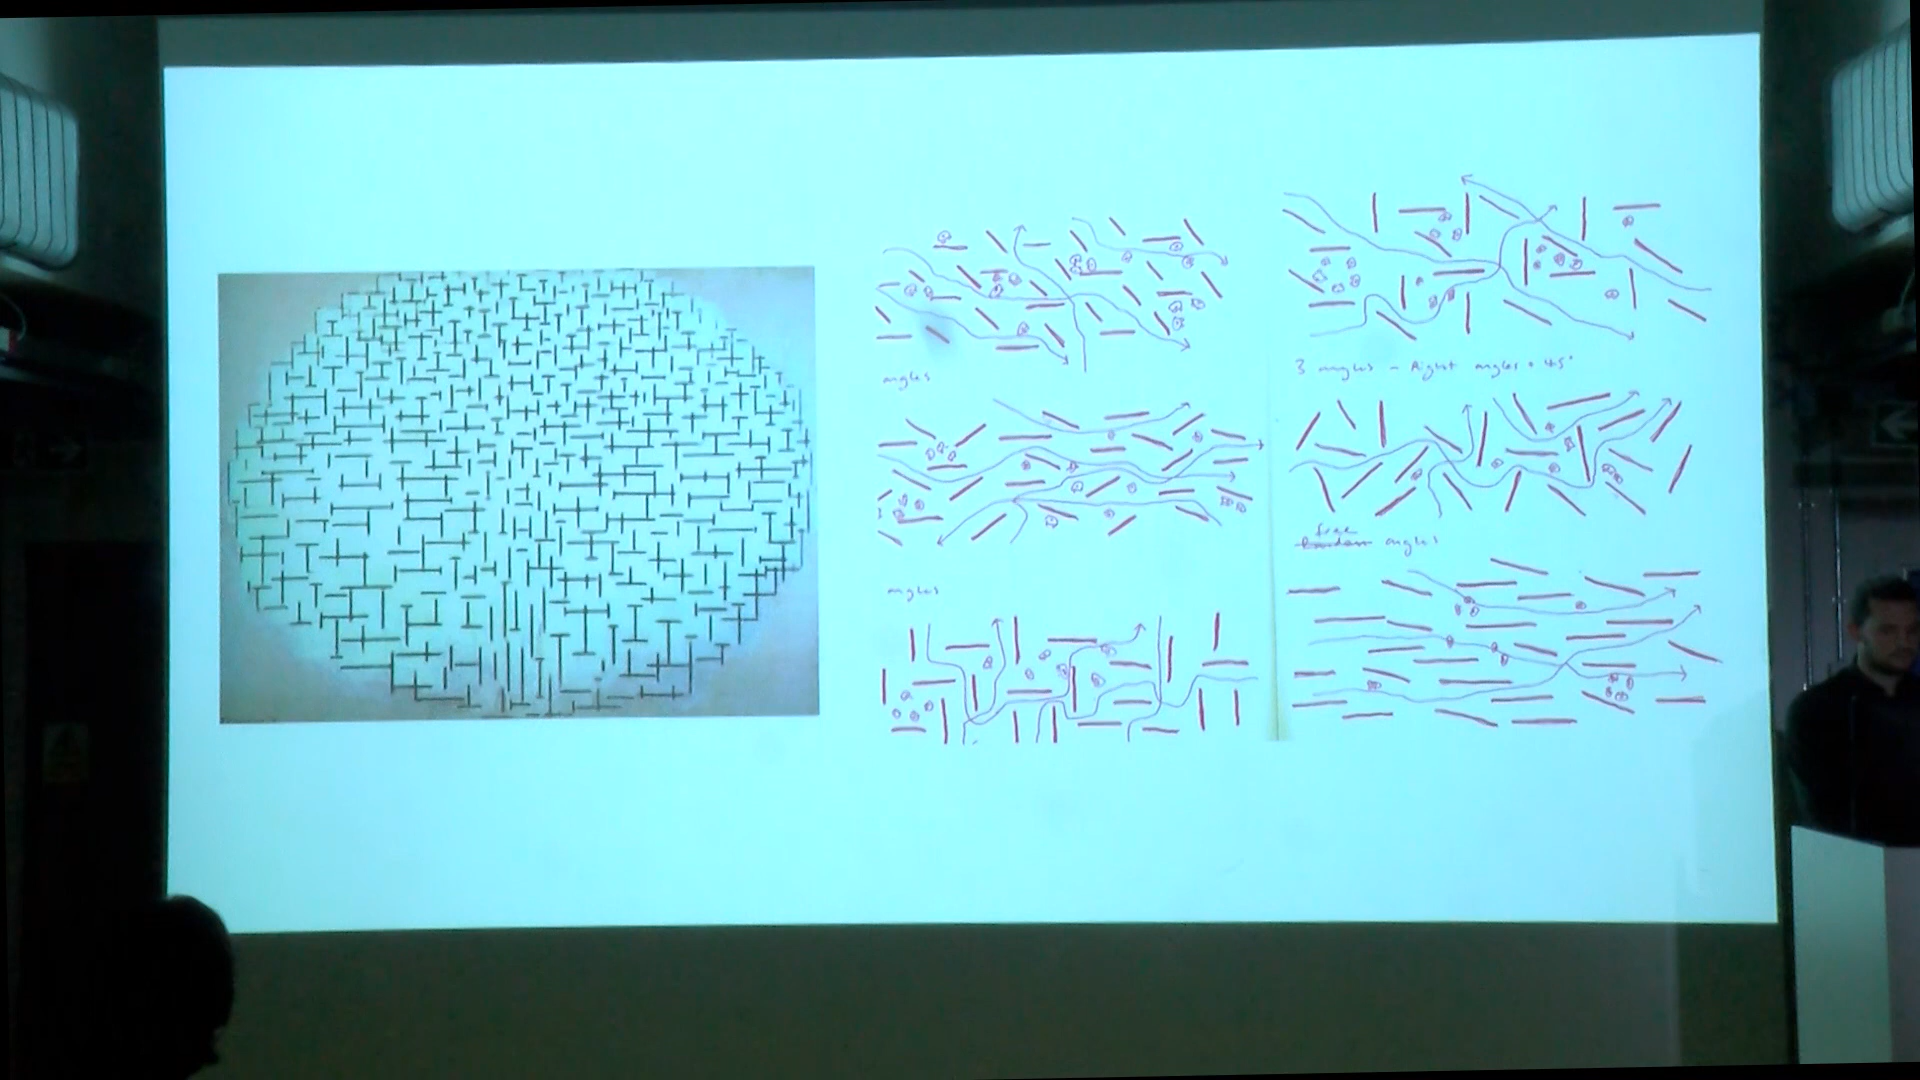 angles
angles
3 angles - Right angles + 45°
free
random angles